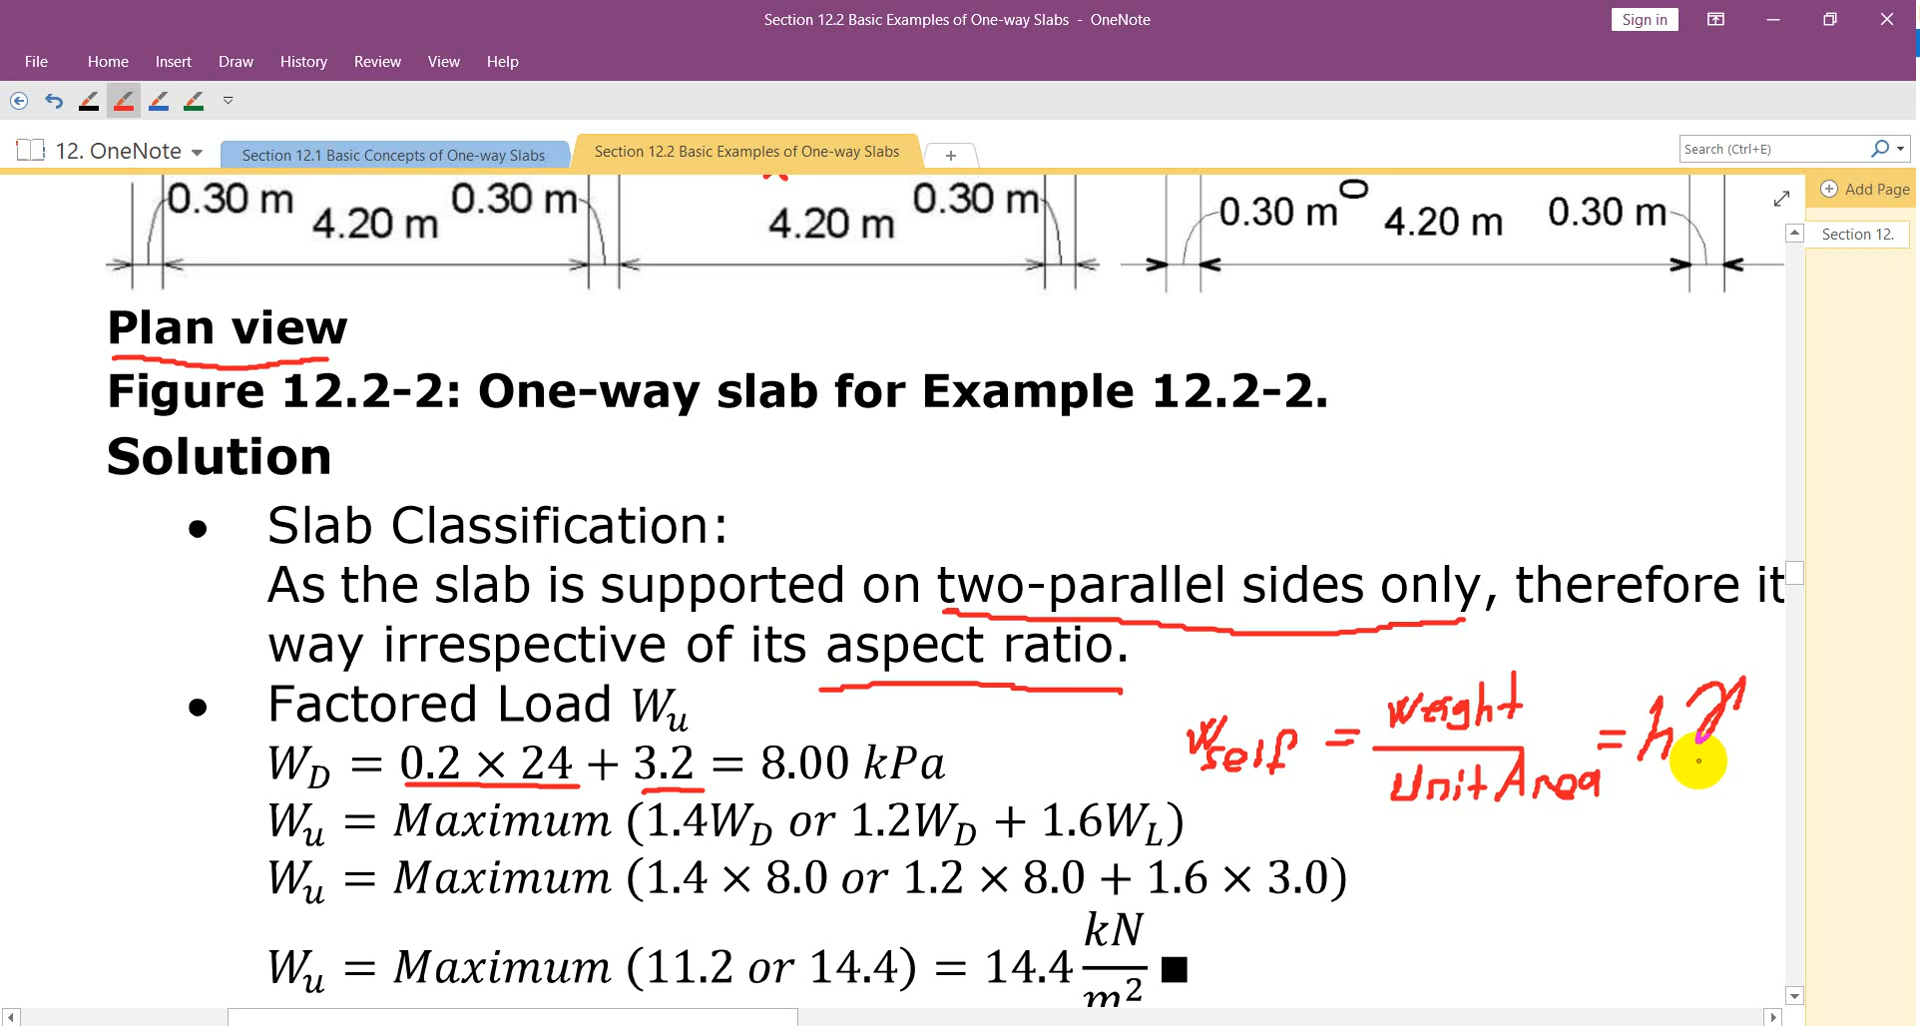 Section 12.2 Basic Examples of One-way Slabs - OneNote
Sign in
File Home Insert Draw History Review View Help
12. OneNote
Section 12.1 Basic Concepts of One-way Slabs
Section 12.2 Basic Examples of One-way Slabs
+
Search (Ctrl+E)
Add Page
Section 12.
0.30 m 4.20 m 0.30 m 4.20 m 0.30 m 0.30 m 4.20 m 0.30 m
Plan view
Figure 12.2-2: One-way slab for Example 12.2-2.
Solution
• Slab Classification:
As the slab is supported on two-parallel sides only, therefore it
way irrespective of its aspect ratio.
• Factored Load W_u
W_D = 0.2 × 24 + 3.2 = 8.00 kPa
W_self = Weight / Unit Area = h γ
W_u = Maximum (1.4W_D or 1.2W_D + 1.6W_L)
W_u = Maximum (1.4 × 8.0 or 1.2 × 8.0 + 1.6 × 3.0)
W_u = Maximum (11.2 or 14.4) = 14.4 kN/m² ■